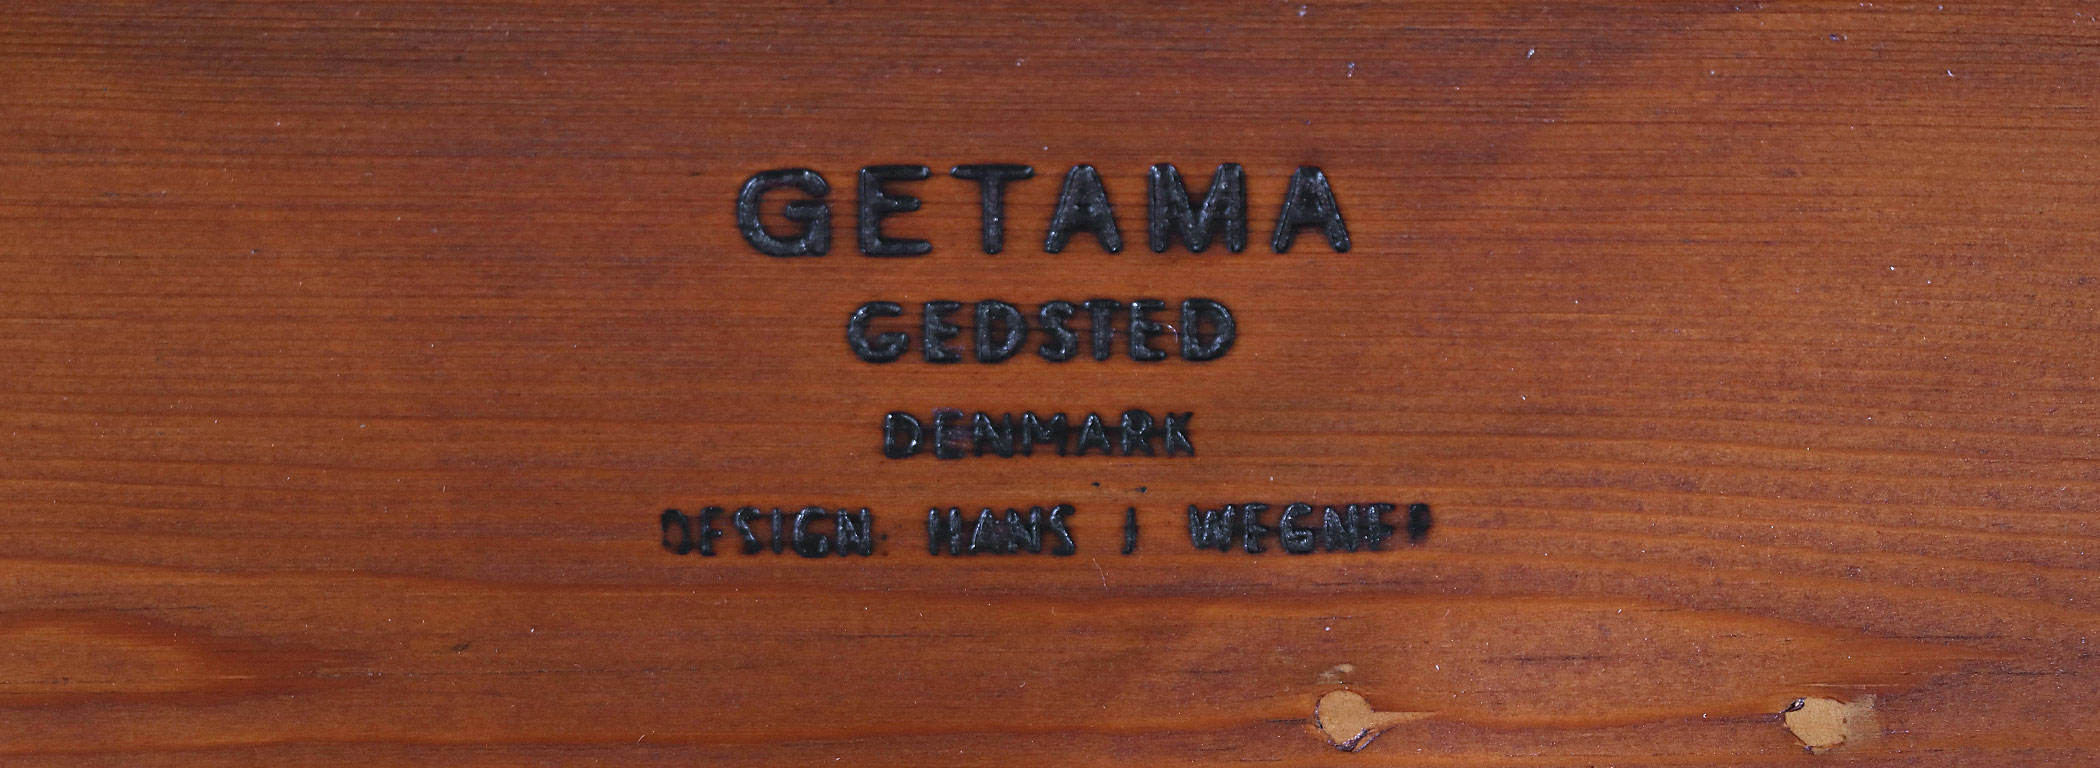 GETAMA
GEDSTED
DENMARK
DESIGN: HANS J WEGNER